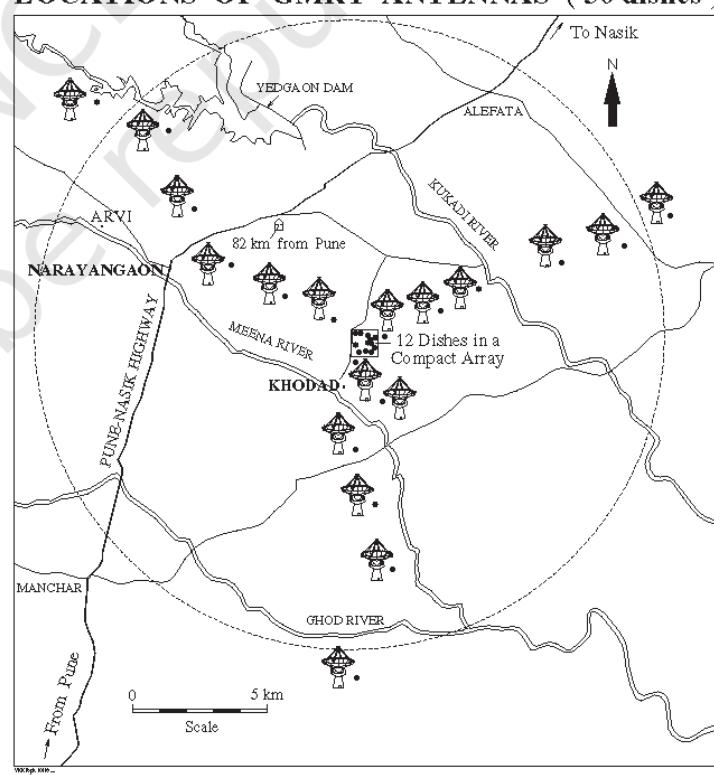 LOCATIONS OF GMRT ANTENNAS ( 30 dishes )
To Nasik
N
YEDGAON DAM
ALEFATA
KUKADI RIVER
ARVI
82 km from Pune
NARAYANGAON
MEENA RIVER
12 Dishes in a
Compact Array
KHODAD
PUNE-NASIK HIGHWAY
MANCHAR
GHOD RIVER
From Pune
0 5 km
Scale